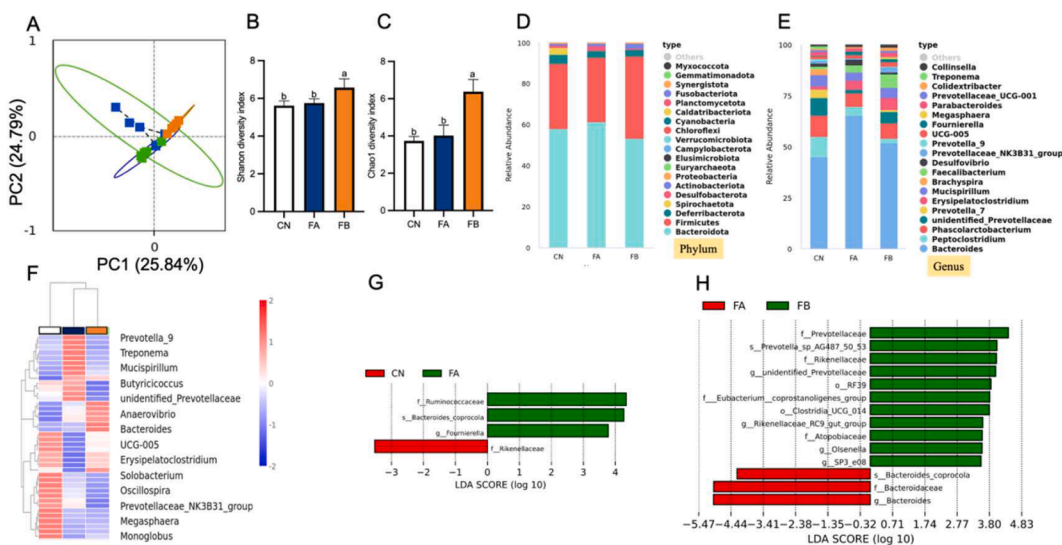 A
1
0
-1
PC2 (24.79%)
0
PC1 (25.84%)
B
Shannon diversity index
8
6
4
2
0
b
b
a
CN
FA
FB
C
Chao1 diversity index
8
6
4
2
0
b
b
a
CN
FA
FB
D
Relative Abundance
100
80
60
40
20
0
CN
FA
FB
type
Others
Myxococcota
Gemmatimonadota
Synergistota
Fusobacteriota
Planctomycetota
Caldatribacteriota
Cyanobacteria
Chloroflexi
Verrucomicrobiota
Campylobacterota
Elusimicrobiota
Euryarchaeota
Proteobacteria
Actinobacteriota
Desulfobacterota
Spirochaetota
Deferribacterota
Firmicutes
Bacteroidota
Phylum
E
Relative Abundance
100
75
50
25
0
CN
FA
FB
type
Others
Collinsella
Treponema
Colidextribacter
Prevotellaceae_UCG-001
Parabacteroides
Megasphaera
Fournierella
UCG-005
Prevotella_9
Prevotellaceae_NK3B31_group
Desulfovibrio
Faecalibacterium
Brachyspira
Mucispirillum
Erysipelatoclostridium
Prevotella_7
unidentified_Prevotellaceae
Phascolarctobacterium
Peptoclostridium
Bacteroides
Genus
F
2
1
0
-1
-2
Prevotella_9
Treponema
Mucispirillum
Butyricicoccus
unidentified_Prevotellaceae
Anaerovibrio
Bacteroides
UCG-005
Erysipelatoclostridium
Solobacterium
Oscillospira
Prevotellaceae_NK3B31_group
Megasphaera
Monoglobus
G
CN
FA
f__Ruminococcaceae
s__Bacteroides_coprocola
g__Fournierella
f__Rikenellaceae
−3 −2 −1 0 1 2 3 4
LDA SCORE (log 10)
H
FA
FB
f__Prevotellaceae
s__Prevotella_sp_AG487_50_53
f__Rikenellaceae
g__unidentified_Prevotellaceae
o__RF39
f__Eubacterium__coprostanoligenes_group
o__Clostridia_UCG_014
g__Rikenellaceae_RC9_gut_group
f__Atopobiaceae
g__Olsenella
g__SP3_e08
s__Bacteroides_coprocola
f__Bacteroidaceae
g__Bacteroides
−5.47 −4.44 −3.41 −2.38 −1.35 −0.32 0.71 1.74 2.77 3.80 4.83
LDA SCORE (log 10)